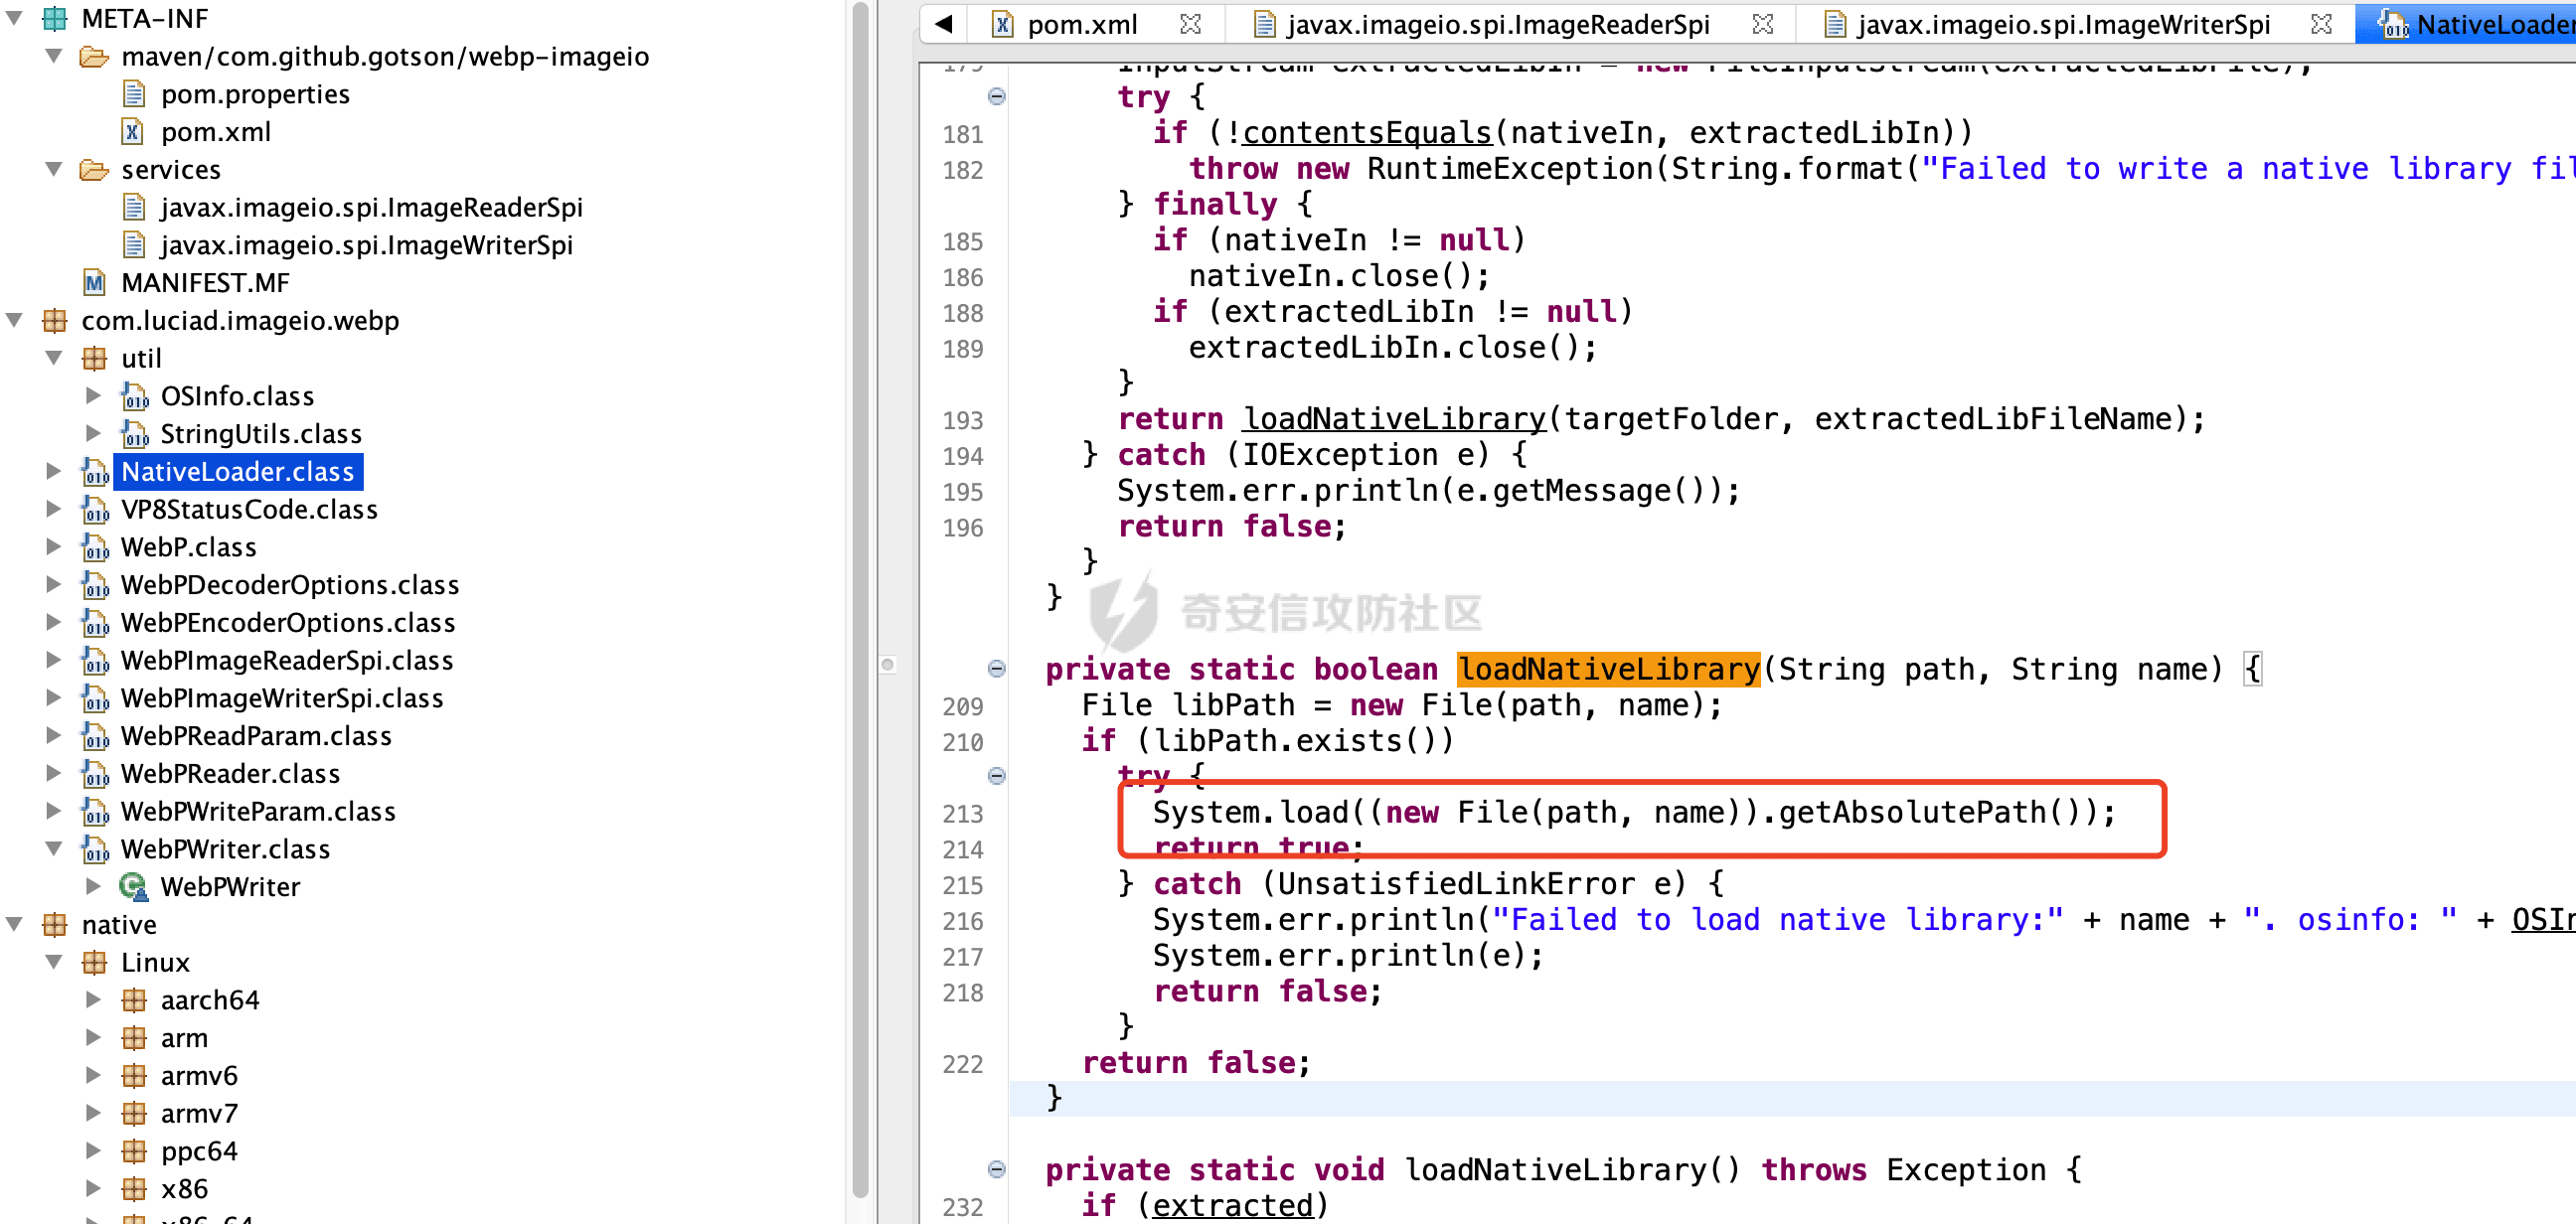 META-INF
maven/com.github.gotson/webp-imageio
pom.properties
pom.xml
services
javax.imageio.spi.ImageReaderSpi
javax.imageio.spi.ImageWriterSpi
MANIFEST.MF
com.luciad.imageio.webp
util
OSInfo.class
StringUtils.class
NativeLoader.class
VP8StatusCode.class
WebP.class
WebPDecoderOptions.class
WebPEncoderOptions.class
WebPImageReaderSpi.class
WebPImageWriterSpi.class
WebPReadParam.class
WebPReader.class
WebPWriteParam.class
WebPWriter.class
WebPWriter
native
Linux
aarch64
arm
armv6
armv7
ppc64
x86
x86_64
pom.xml javax.imageio.spi.ImageReaderSpi javax.imageio.spi.ImageWriterSpi NativeLoader
179 InputStream extractedLibIn = new FileInputStream(extractedLibFile);
try {
181 if (!contentsEquals(nativeIn, extractedLibIn))
182 throw new RuntimeException(String.format("Failed to write a native library fil
} finally {
185 if (nativeIn != null)
186 nativeIn.close();
188 if (extractedLibIn != null)
189 extractedLibIn.close();
}
193 return loadNativeLibrary(targetFolder, extractedLibFileName);
194 } catch (IOException e) {
195 System.err.println(e.getMessage());
196 return false;
}
}
奇安信攻防社区
private static boolean loadNativeLibrary(String path, String name) {
209 File libPath = new File(path, name);
210 if (libPath.exists())
try {
213 System.load((new File(path, name)).getAbsolutePath());
214 return true;
215 } catch (UnsatisfiedLinkError e) {
216 System.err.println("Failed to load native library:" + name + ". osinfo: " + OSIn
217 System.err.println(e);
218 return false;
}
222 return false;
}
private static void loadNativeLibrary() throws Exception {
232 if (extracted)